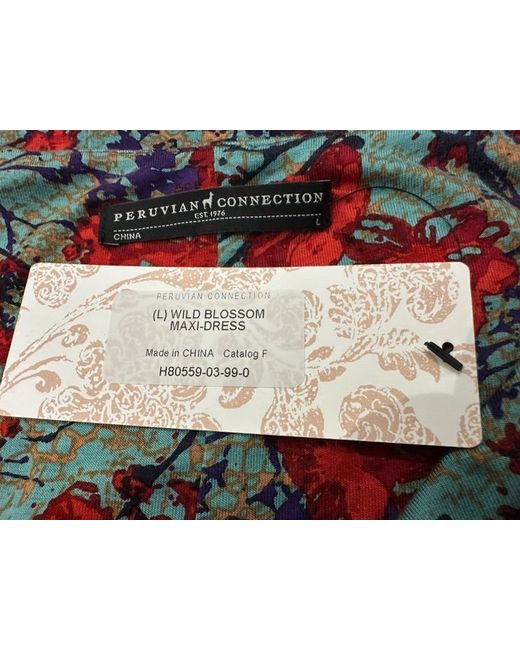 PERUVIAN CONNECTION
EST. 1976
CHINA L
PERUVIAN CONNECTION
(L) WILD BLOSSOM
MAXI-DRESS
Made in CHINA Catalog F
H80559-03-99-0